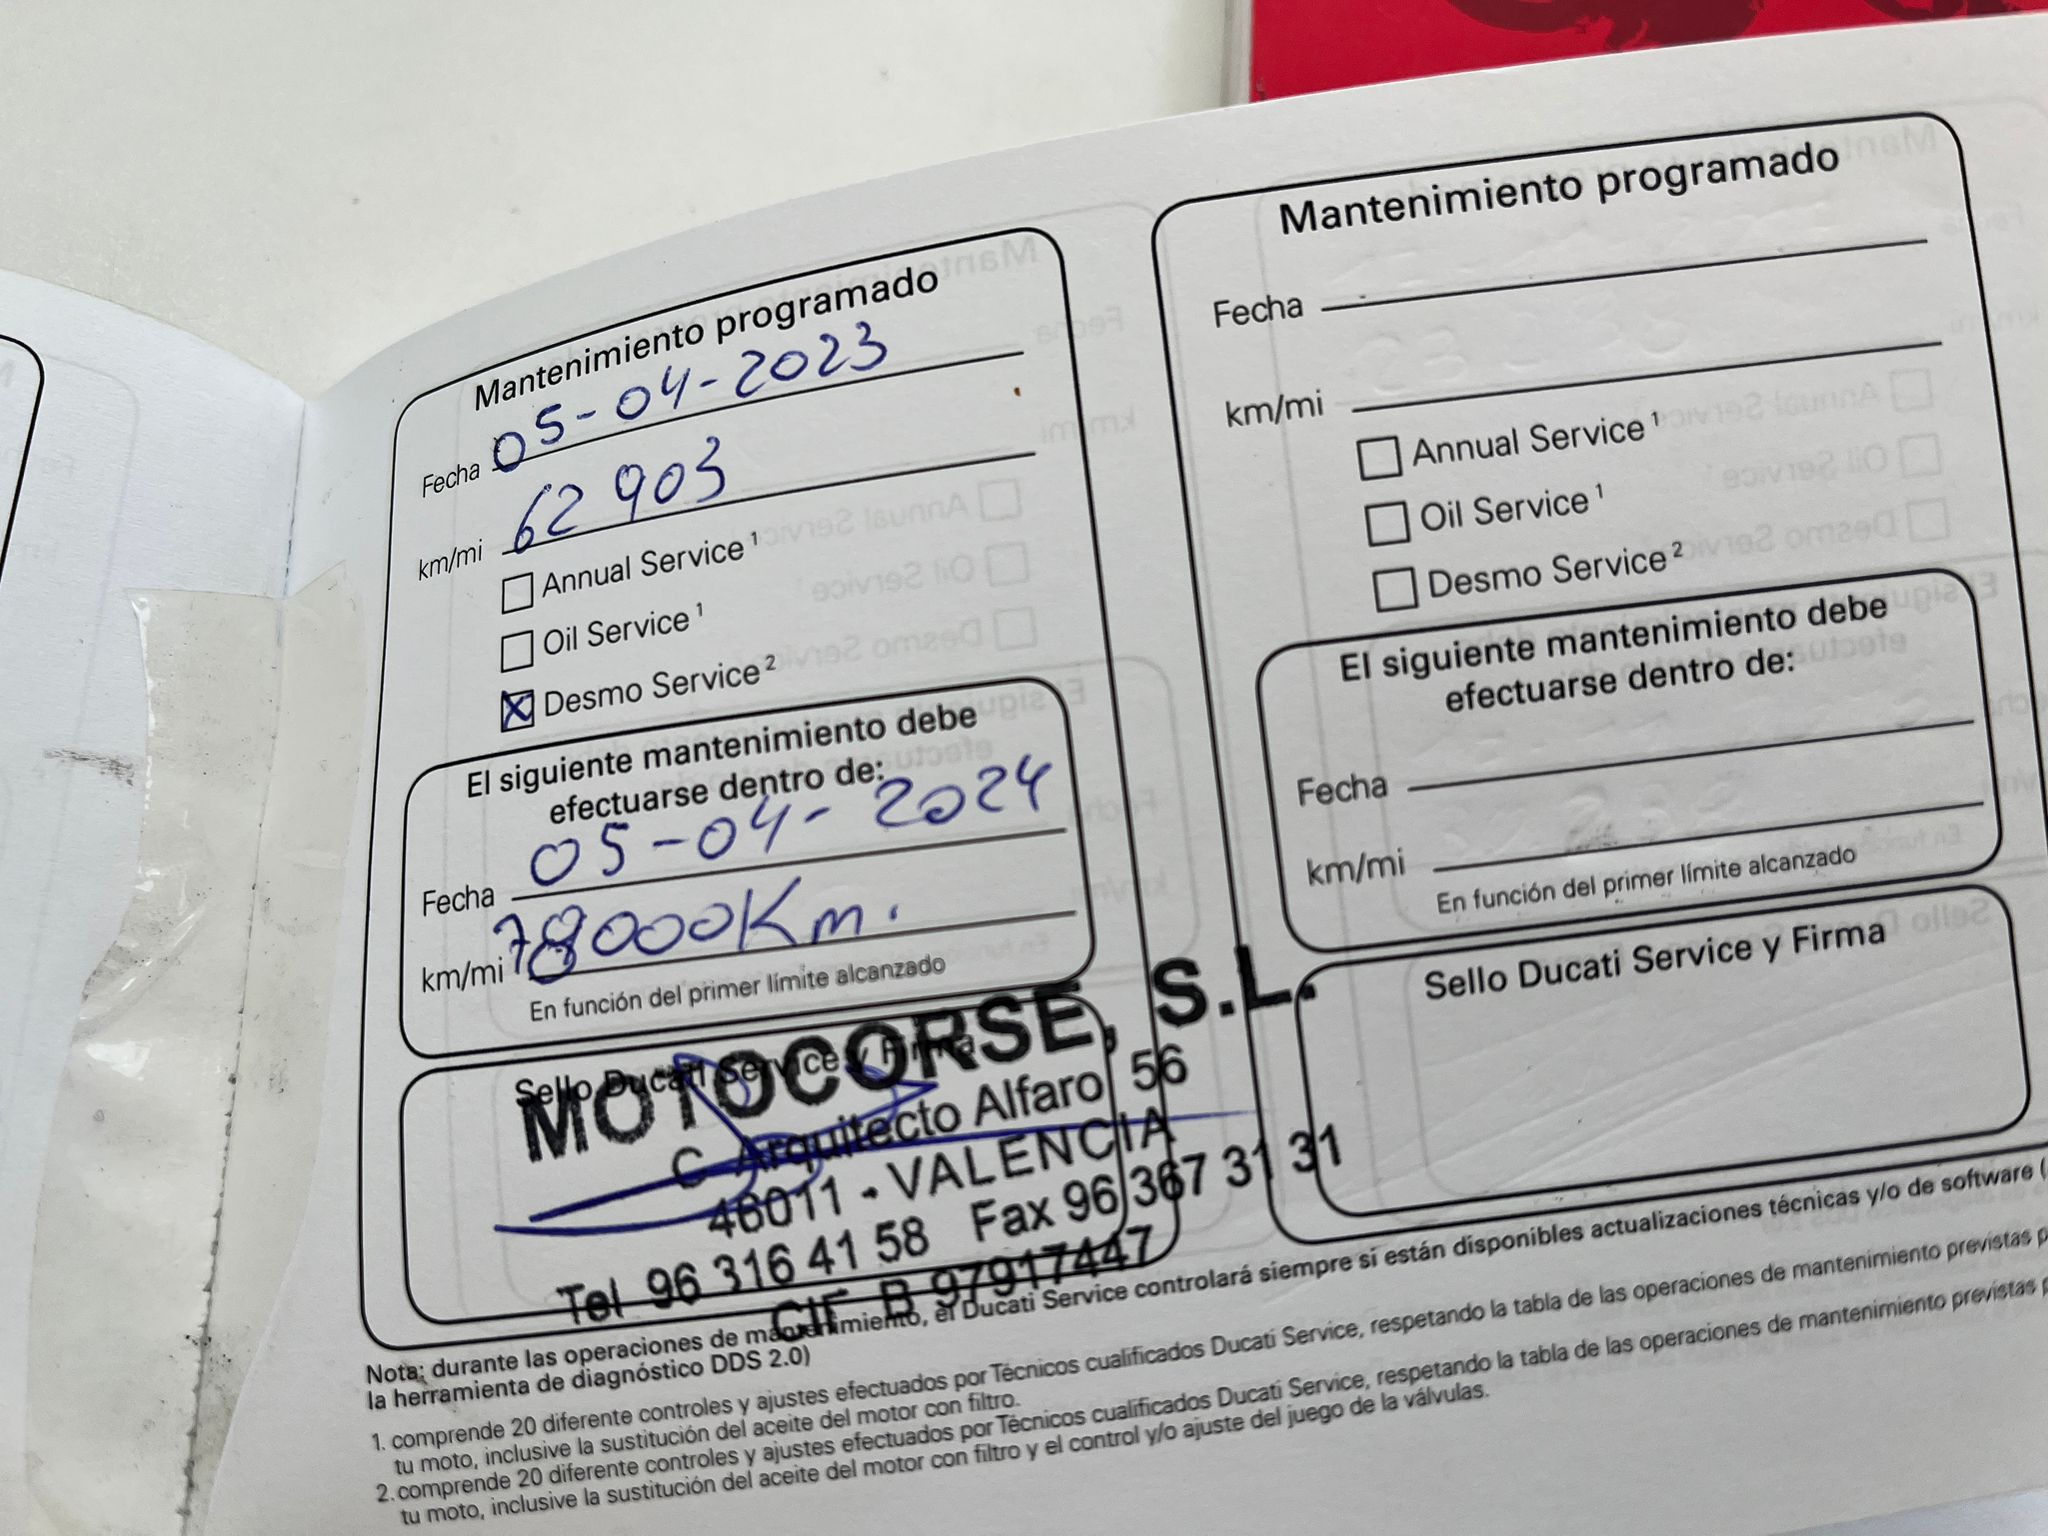 Mantenimiento programado
Fecha 05-04-2023
km/mi 62 903
Annual Service 1
Oil Service 1
Desmo Service 2
El siguiente mantenimiento debe
efectuarse dentro de:
Fecha 05-04-2024
km/mi 78000Km.
En función del primer límite alcanzado
Sello Ducati Service y Firma
MOTOCORSE, S.L.
C Arquitecto Alfaro 56
46011 - VALENCIA
Tel 96 316 41 58 Fax 96 367 31 31
CIF B 97917447
Mantenimiento programado
Fecha
km/mi
Annual Service 1
Oil Service 1
Desmo Service 2
El siguiente mantenimiento debe
efectuarse dentro de:
Fecha
km/mi
En función del primer límite alcanzado
Sello Ducati Service y Firma
Nota: durante las operaciones de mantenimiento, el Ducati Service controlará siempre si están disponibles actualizaciones técnicas y/o de software (
la herramienta de diagnóstico DDS 2.0)
1. comprende 20 diferente controles y ajustes efectuados por Técnicos cualificados Ducati Service, respetando la tabla de las operaciones de mantenimiento previstas p
tu moto, inclusive la sustitución del aceite del motor con filtro.
2. comprende 20 diferente controles y ajustes efectuados por Técnicos cualificados Ducati Service, respetando la tabla de las operaciones de mantenimiento previstas p
tu moto, inclusive la sustitución del aceite del motor con filtro y el control y/o ajuste del juego de la válvulas.